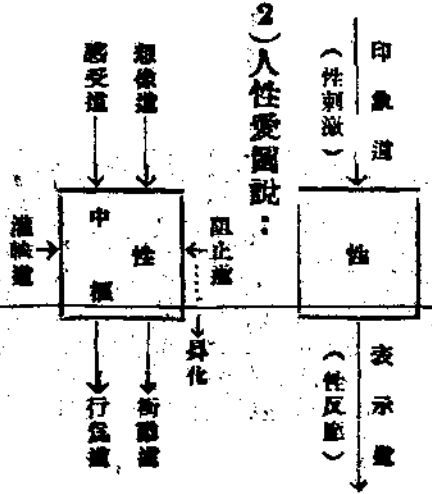 印象道
（性刺激）
性
表示道
（性反應）
2）人性愛圖說：
想像道
感受道
灌輸道
性
中樞
阻止道
昇化
衝動道
行爲道